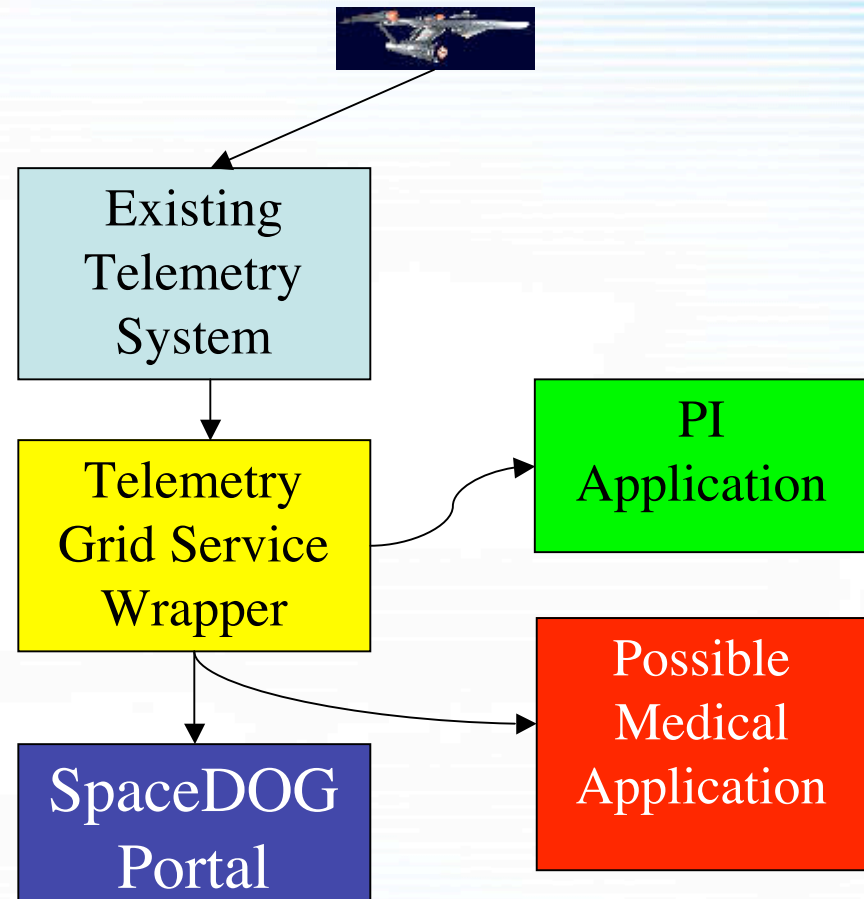 Existing
Telemetry
System
Telemetry
Grid Service
Wrapper
PI
Application
Possible
Medical
Application
SpaceDOG
Portal